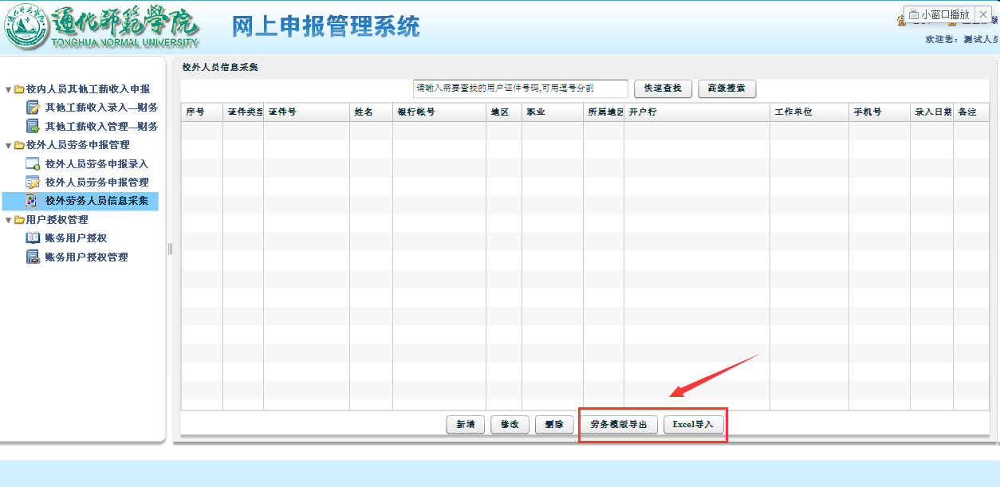 通化师范学院
TONGHUA NORMAL UNIVERSITY
网上申报管理系统
小窗口播放
欢迎您: 测试人员
校内人员其他工薪收入申报
其他工薪收入录入—财务
其他工薪收入管理—财务
校外人员劳务申报管理
校外人员劳务申报录入
校外人员劳务申报管理
校外劳务人员信息采集
用户授权管理
账务用户授权
账务用户授权管理
校外人员信息采集
请输入需要查找的用户证件号码,可用逗号分割 快速查找 高级搜索
序号 证件类型 证件号 姓名 银行帐号 地区 职业 所属地区 开户行 工作单位 手机号 录入日期 备注
新增 修改 删除 劳务模版导出 Excel导入